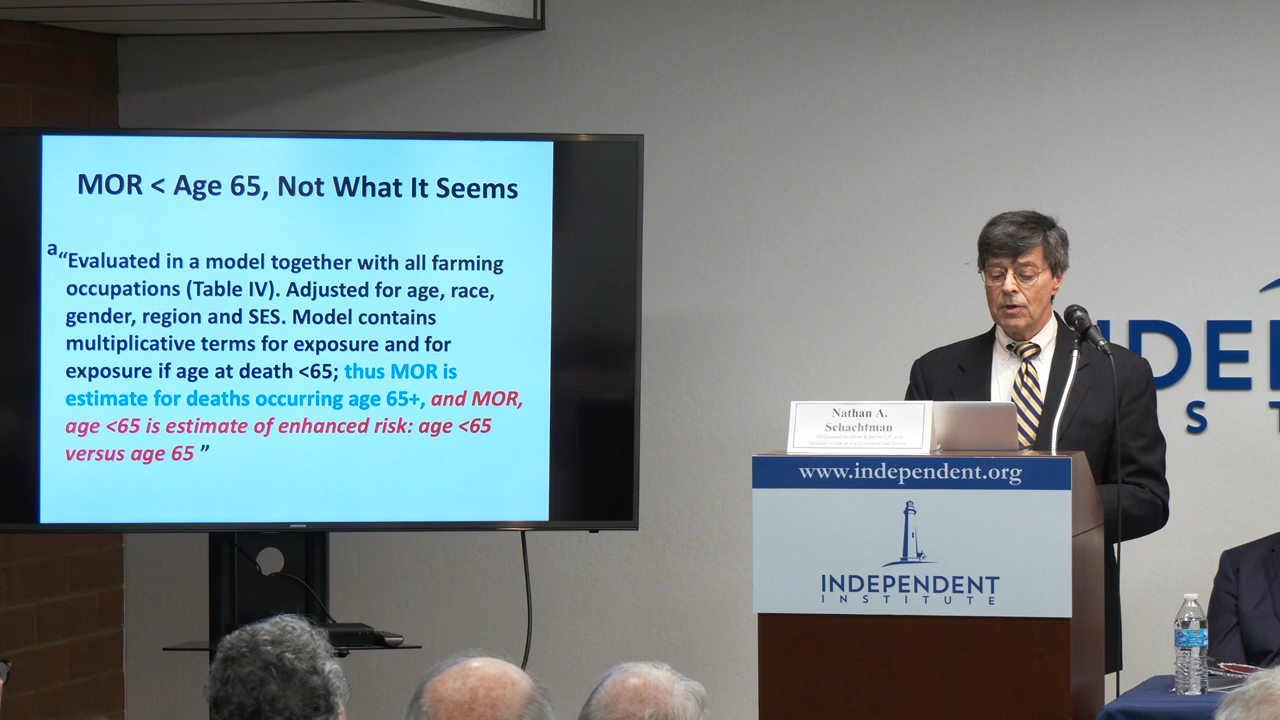 MOR < Age 65, Not What It Seems
a“Evaluated in a model together with all farming
occupations (Table IV). Adjusted for age, race,
gender, region and SES. Model contains
multiplicative terms for exposure and for
exposure if age at death <65; thus MOR is
estimate for deaths occurring age 65+, and MOR,
age <65 is estimate of enhanced risk: age <65
versus age 65 ”
SAMSUNG
Nathan A.
Schachtman
www.independent.org
INDEPENDENT
INSTITUTE
NDE
S T